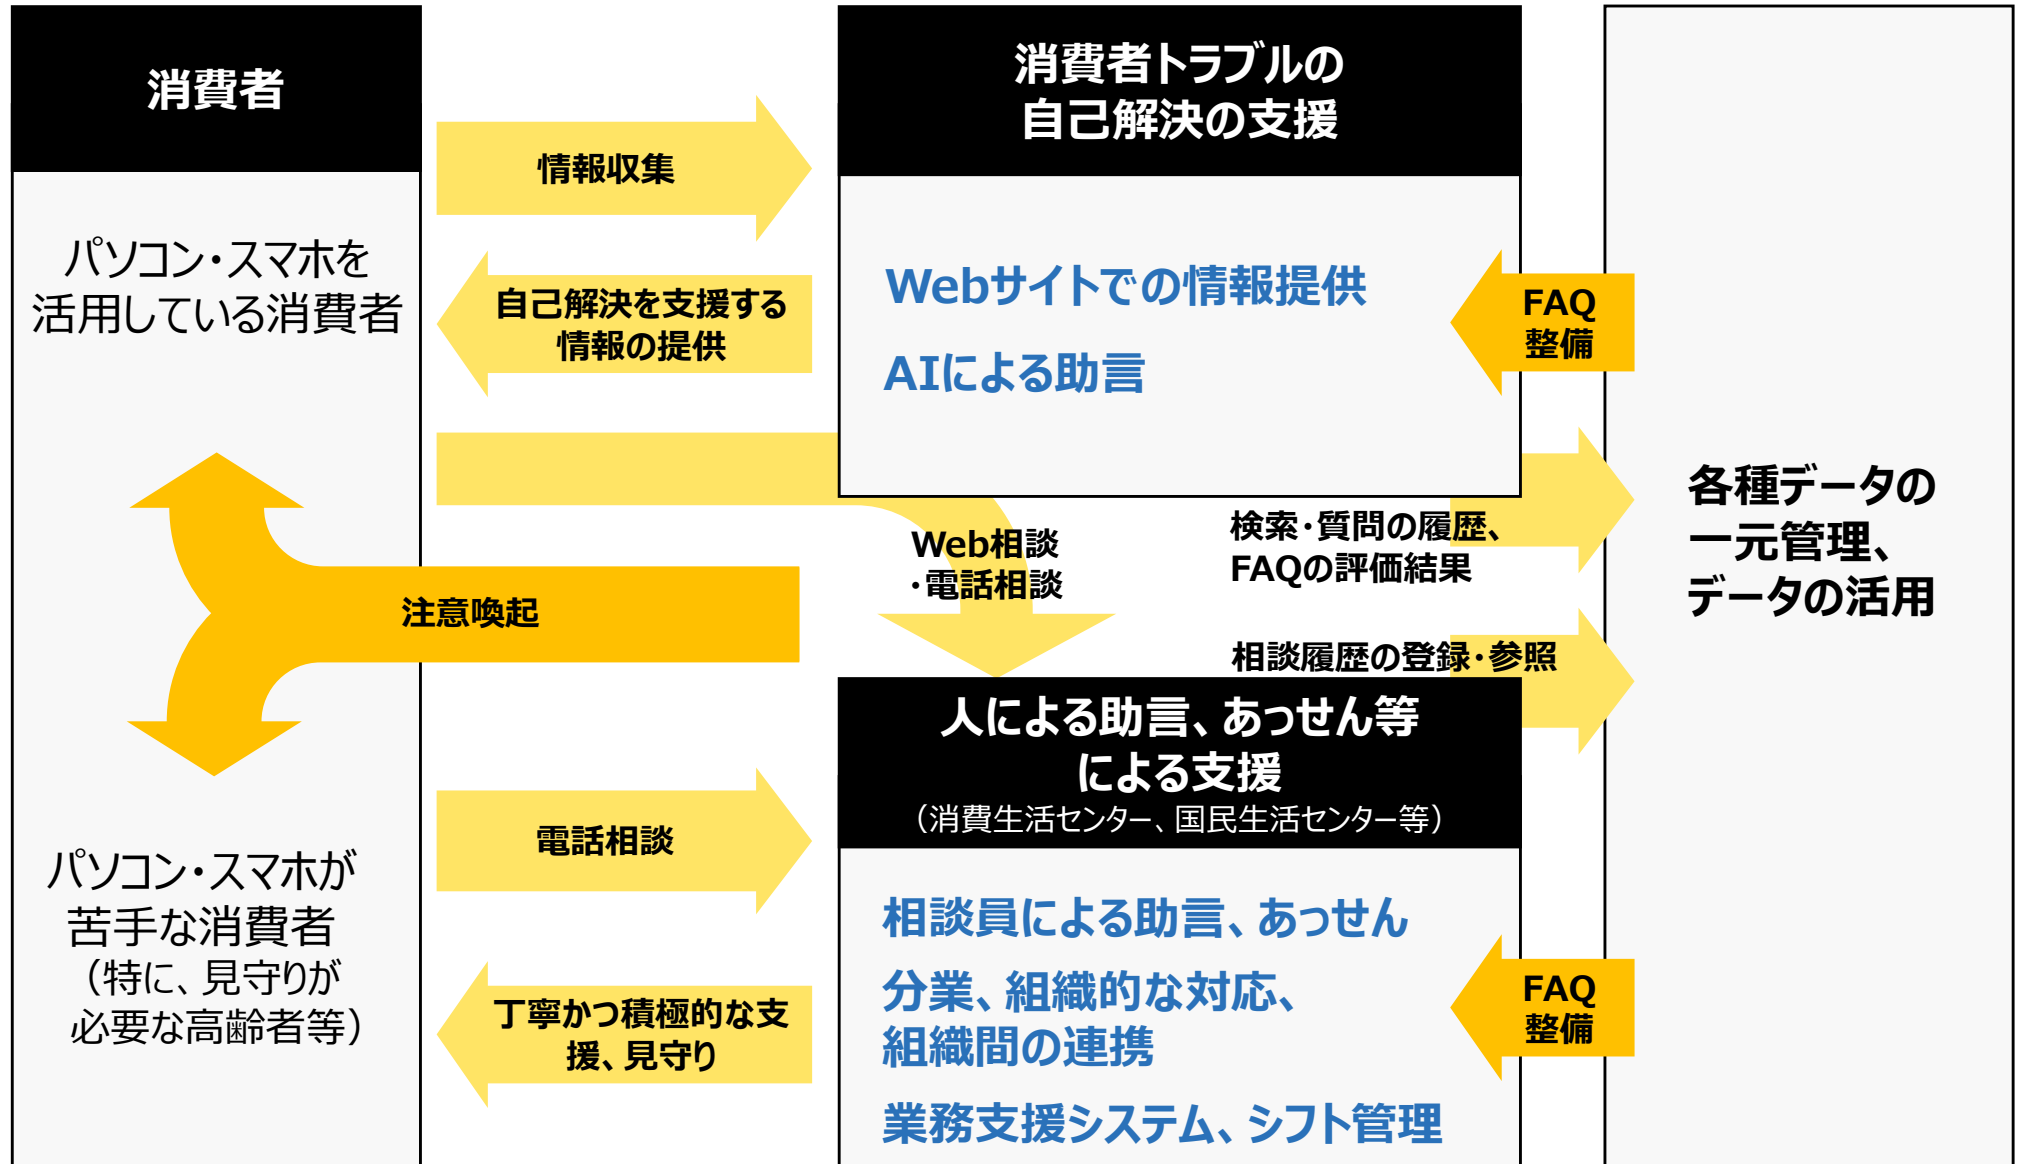 消費者
パソコン・スマホを
活用している消費者
パソコン・スマホが
苦手な消費者
（特に、見守りが
必要な高齢者等）
情報収集
自己解決を支援する
情報の提供
注意喚起
Web相談
・電話相談
電話相談
丁寧かつ積極的な支
援、見守り
消費者トラブルの
自己解決の支援
Webサイトでの情報提供
AIによる助言
検索・質問の履歴、
FAQの評価結果
相談履歴の登録・参照
人による助言、あっせん等
による支援
（消費生活センター、国民生活センター等）
相談員による助言、あっせん
分業、組織的な対応、
組織間の連携
業務支援システム、シフト管理
FAQ
整備
FAQ
整備
各種データの
一元管理、
データの活用